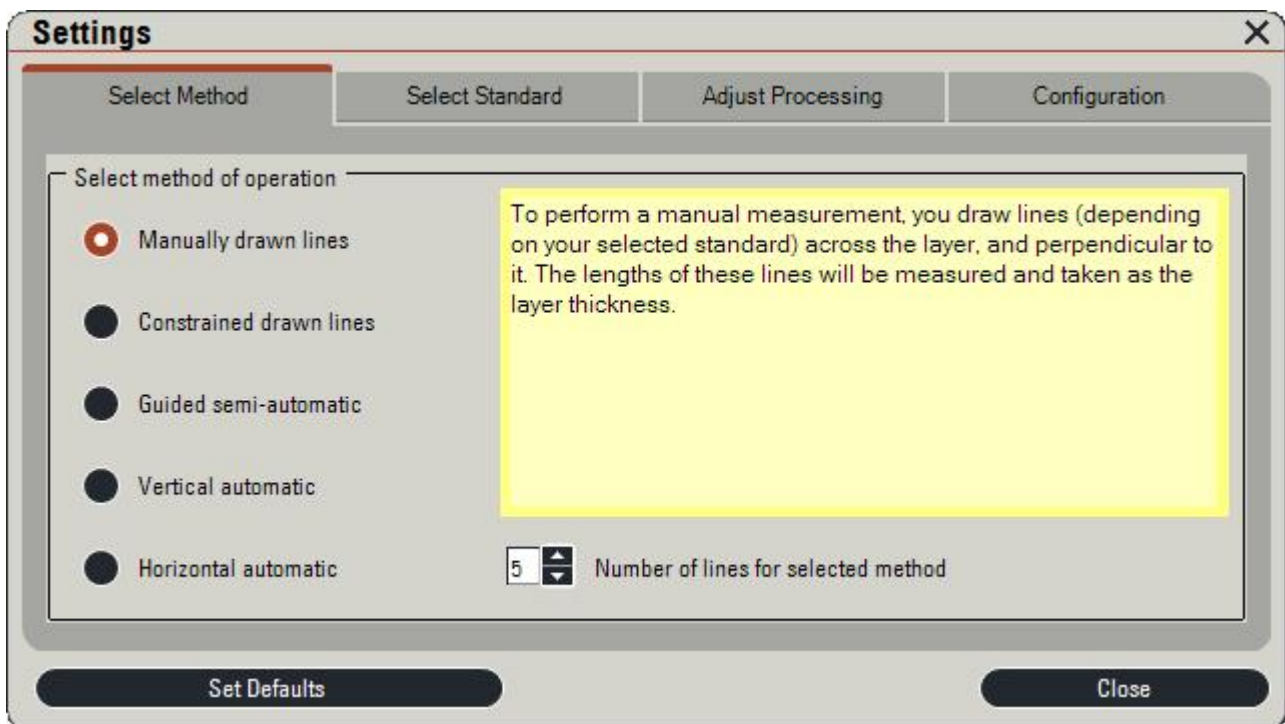 Settings
Select Method
Select Standard
Adjust Processing
Configuration
Select method of operation
Manually drawn lines
Constrained drawn lines
Guided semi-automatic
Vertical automatic
Horizontal automatic
To perform a manual measurement, you draw lines (depending
on your selected standard) across the layer, and perpendicular to
it. The lengths of these lines will be measured and taken as the
layer thickness.
5 Number of lines for selected method
Set Defaults
Close